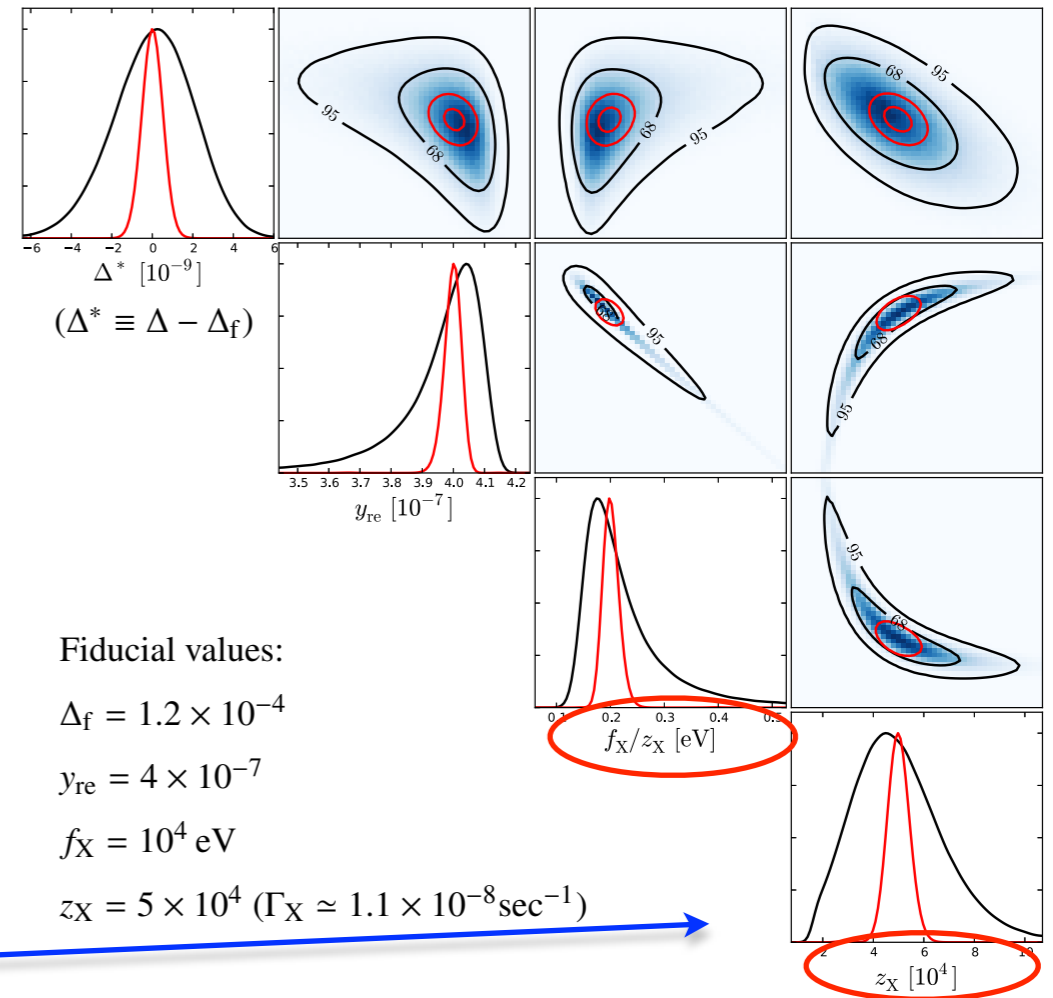 68
95
68
95
68
95
−6 −4 −2 0 2 4 6
Δ* [10⁻⁹]
(Δ* ≡ Δ − Δ_f)
68
95
68
95
3.5 3.6 3.7 3.8 3.9 4.0 4.1 4.2
y_re [10⁻⁷]
95
68
0.1 0.2 0.3 0.4 0.5
f_X/z_X [eV]
Fiducial values:
Δ_f = 1.2 × 10⁻⁴
y_re = 4 × 10⁻⁷
f_X = 10⁴ eV
z_X = 5 × 10⁴ (Γ_X ≃ 1.1 × 10⁻⁸sec⁻¹)
2 4 6 8 10
z_X [10⁴]